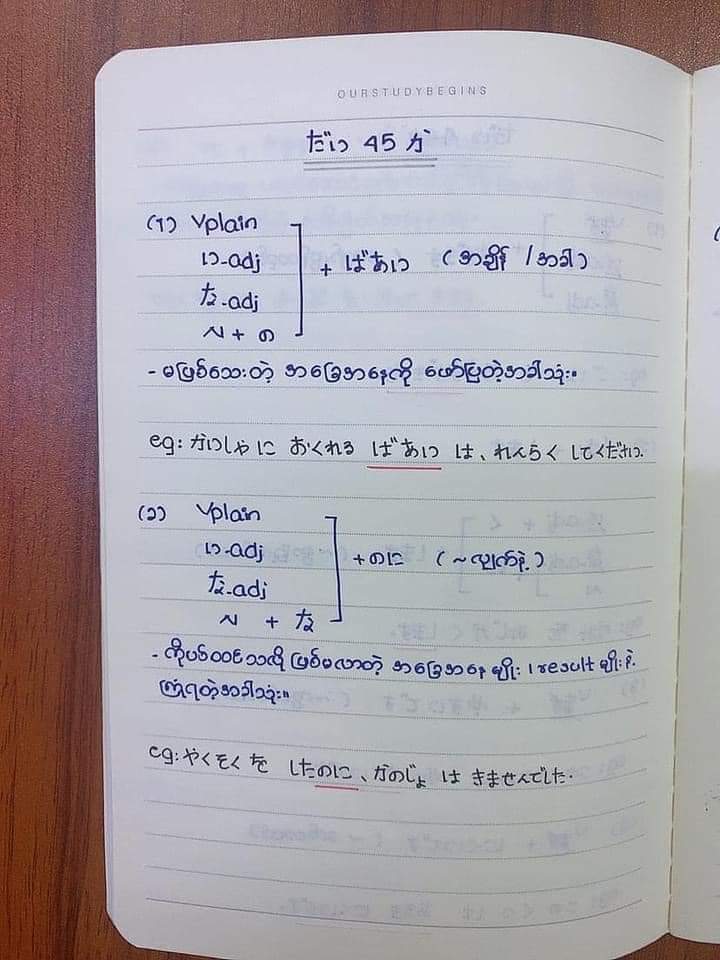 OURSTUDYBEGINS
だい 45 か
(၁) Vplain
い-adj
な-adj
N + の
+ ばあい (အချိန် / အခါ)
- မဖြစ်သေးတဲ့ အခြေအနေကို ဖော်ပြတဲ့အခါသုံး။
eg: かいしゃに おくれる ばあい は、れんらく してください.
(၁) Vplain
い-adj
な-adj
N + な
+のに (~လျှက်နဲ့)
- ကိုယ်ထင်သလို ဖြစ်မလာတဲ့ အခြေအနေမျိုး / result မျိုးနဲ့
ကြုံရတဲ့အခါသုံး။
eg: やくそく を したのに、かのじょ は きませんでした.